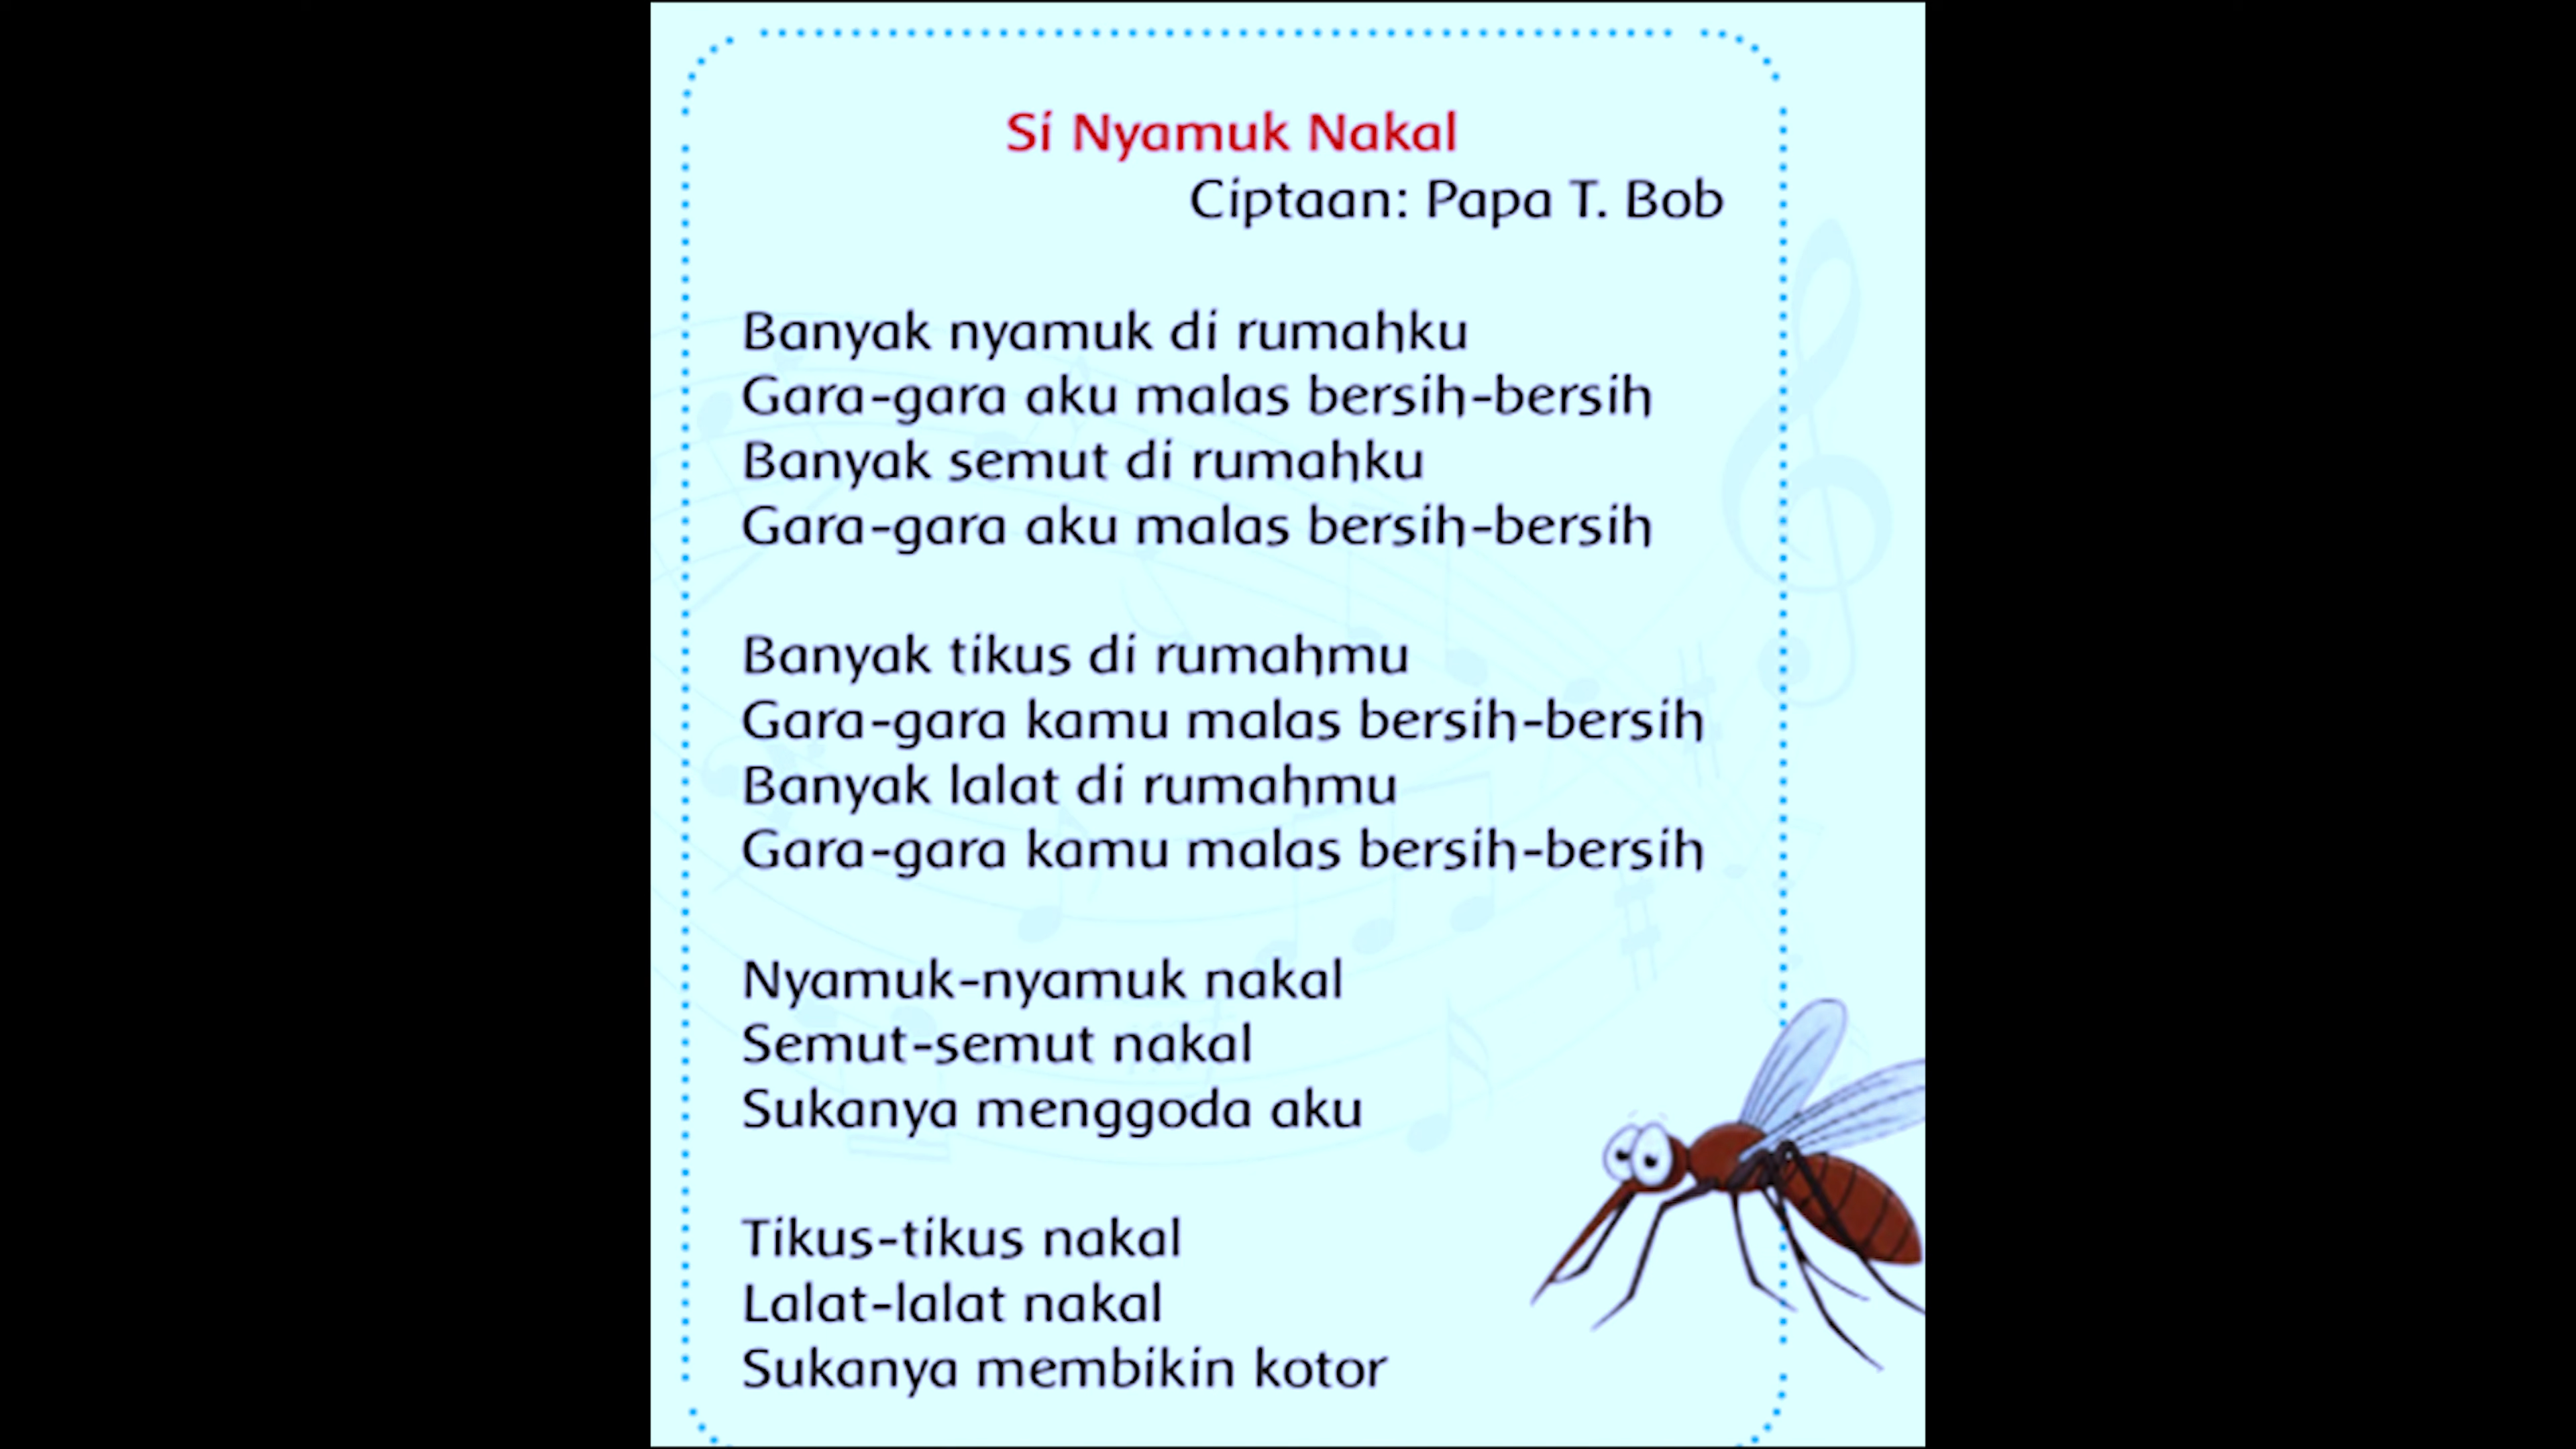 Si Nyamuk Nakal
Ciptaan: Papa T. Bob
Banyak nyamuk di rumahku
Gara-gara aku malas bersih-bersih
Banyak semut di rumahku
Gara-gara aku malas bersih-bersih
Banyak tikus di rumahmu
Gara-gara kamu malas bersih-bersih
Banyak lalat di rumahmu
Gara-gara kamu malas bersih-bersih
Nyamuk-nyamuk nakal
Semut-semut nakal
Sukanya menggoda aku
Tikus-tikus nakal
Lalat-lalat nakal
Sukanya membikin kotor